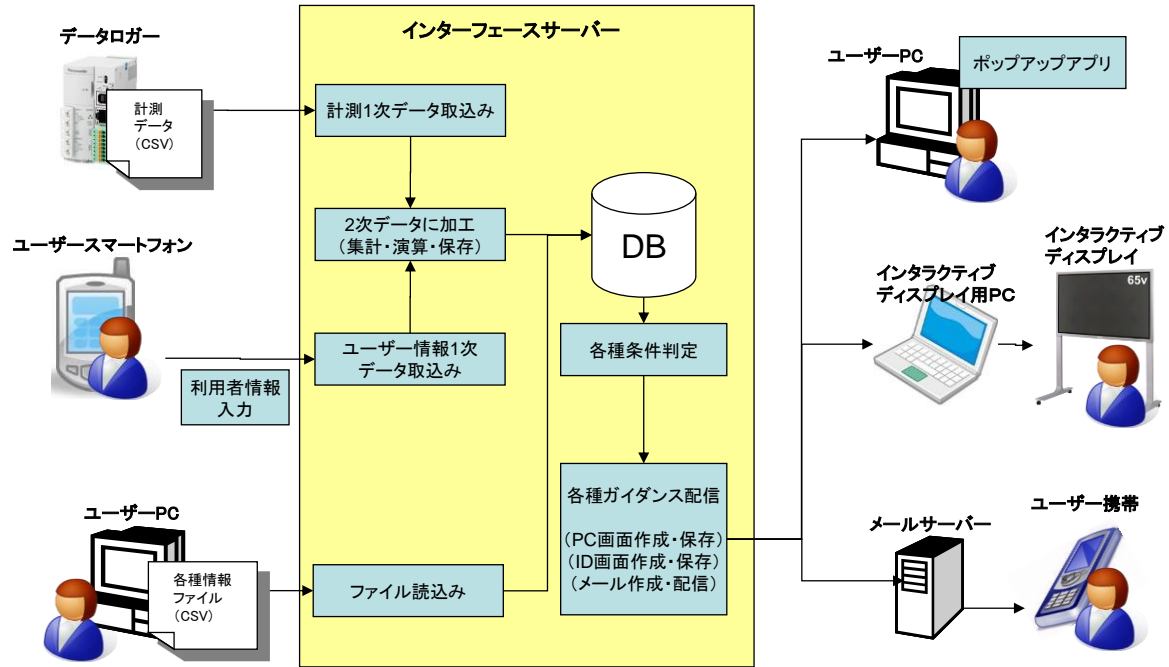 インターフェースサーバー
データロガー
計測
データ
(CSV)
計測1次データ取込み
2次データに加工
(集計・演算・保存)
ユーザースマートフォン
利用者情報
入力
ユーザー情報1次
データ取込み
ユーザーPC
各種情報
ファイル
(CSV)
ファイル読込み
DB
各種条件判定
各種ガイダンス配信
(PC画面作成・保存)
(ID画面作成・保存)
(メール作成・配信)
ユーザーPC
ポップアップアプリ
インタラクティブ
ディスプレイ用PC
インタラクティブ
ディスプレイ
65v
メールサーバー
ユーザー携帯